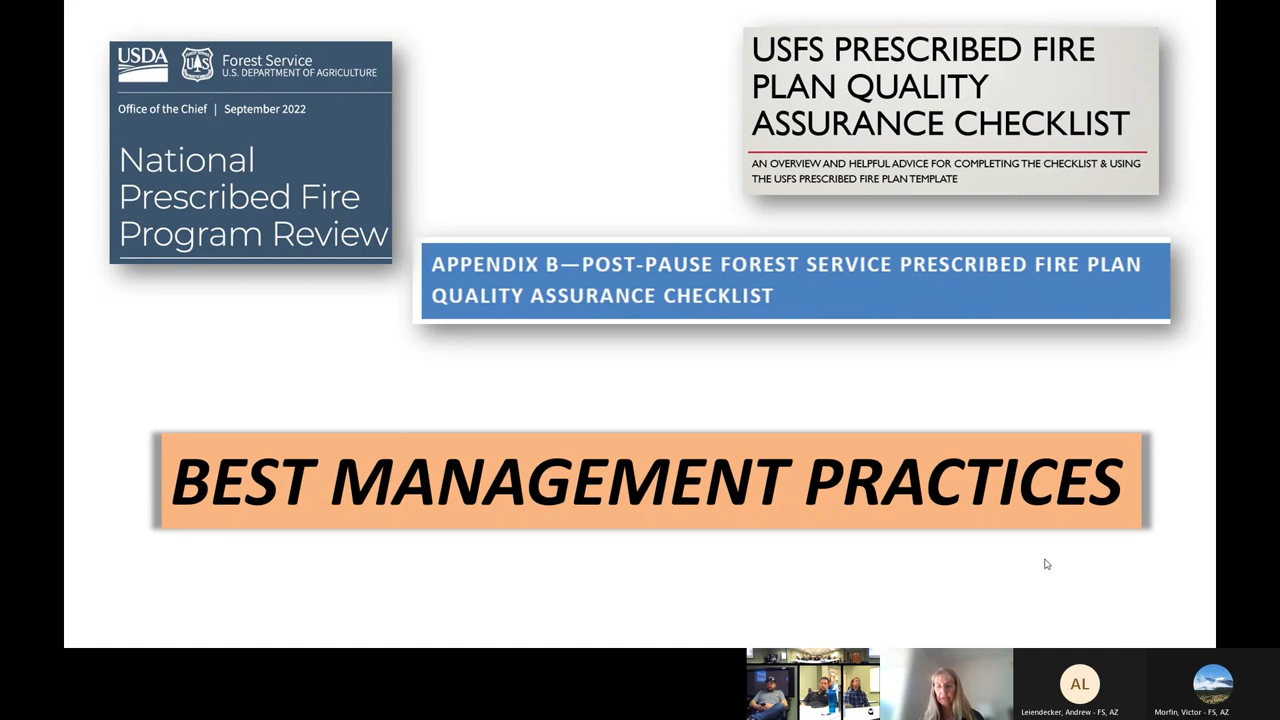 USDA
Forest Service
U.S. DEPARTMENT OF AGRICULTURE
Office of the Chief | September 2022
National
Prescribed Fire
Program Review
USFS PRESCRIBED FIRE
PLAN QUALITY
ASSURANCE CHECKLIST
AN OVERVIEW AND HELPFUL ADVICE FOR COMPLETING THE CHECKLIST & USING
THE USFS PRESCRIBED FIRE PLAN TEMPLATE
APPENDIX B—POST-PAUSE FOREST SERVICE PRESCRIBED FIRE PLAN
QUALITY ASSURANCE CHECKLIST
BEST MANAGEMENT PRACTICES
AL
Leiendecker, Andrew - FS, AZ
Morfin, Victor - FS, AZ